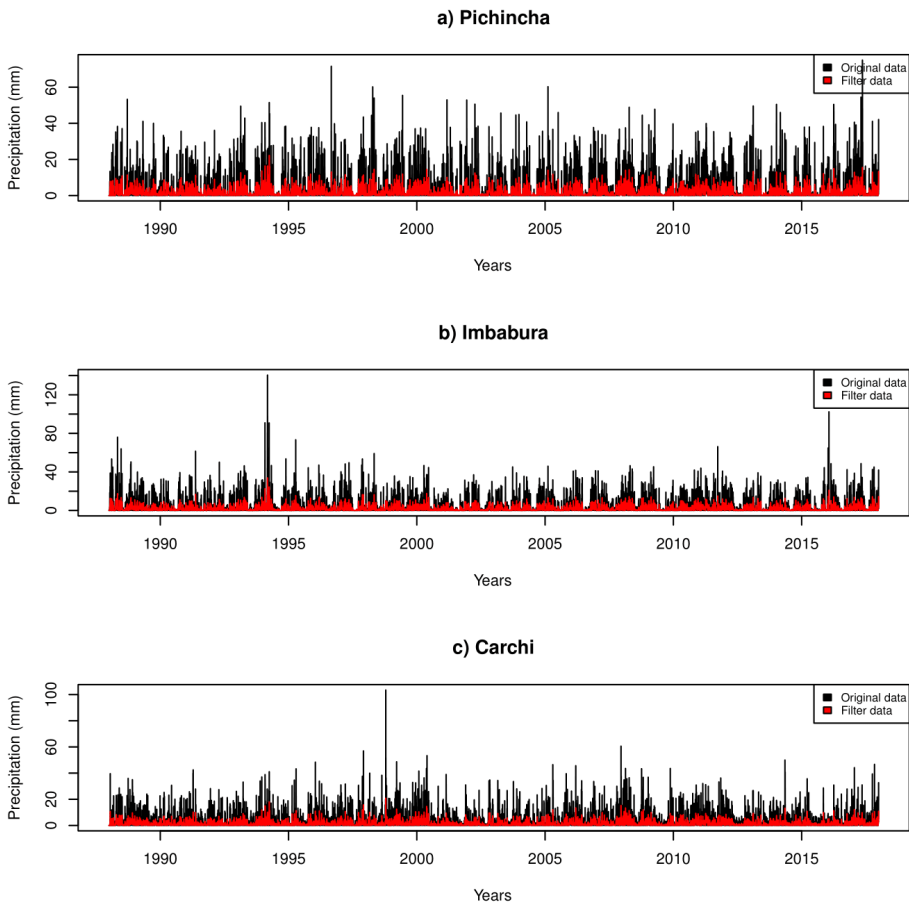 a) Pichincha
Precipitation (mm)
60
40
20
0
Original data
Filter data
1990 1995 2000 2005 2010 2015
Years
b) Imbabura
Precipitation (mm)
120
80
40
0
Original data
Filter data
1990 1995 2000 2005 2010 2015
Years
c) Carchi
Precipitation (mm)
100
60
20
0
Original data
Filter data
1990 1995 2000 2005 2010 2015
Years